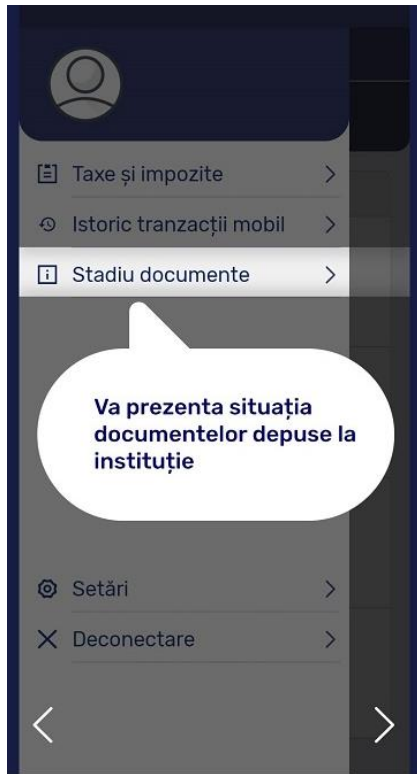 Taxe și impozite
Istoric tranzacții mobil
Stadiu documente
Va prezenta situația
documentelor depuse la
instituție
Setări
Deconectare